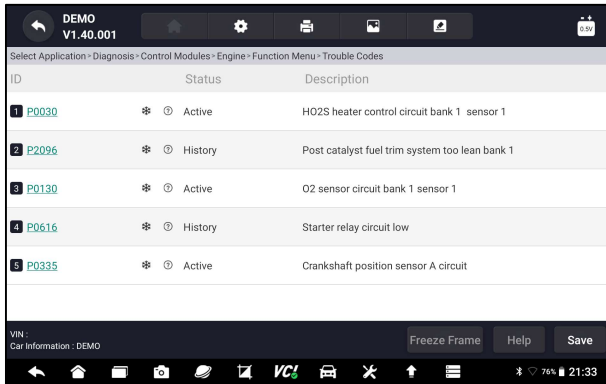 DEMO
V1.40.001
0.5V
Select Application > Diagnosis > Control Modules > Engine > Function Menu > Trouble Codes
ID Status Description
1 P0030 ? Active HO2S heater control circuit bank 1 sensor 1
2 P2096 ? History Post catalyst fuel trim system too lean bank 1
3 P0130 ? Active O2 sensor circuit bank 1 sensor 1
4 P0616 ? History Starter relay circuit low
5 P0335 ? Active Crankshaft position sensor A circuit
VIN :
Car Information : DEMO
Freeze Frame Help Save
VC! 76% 21:33